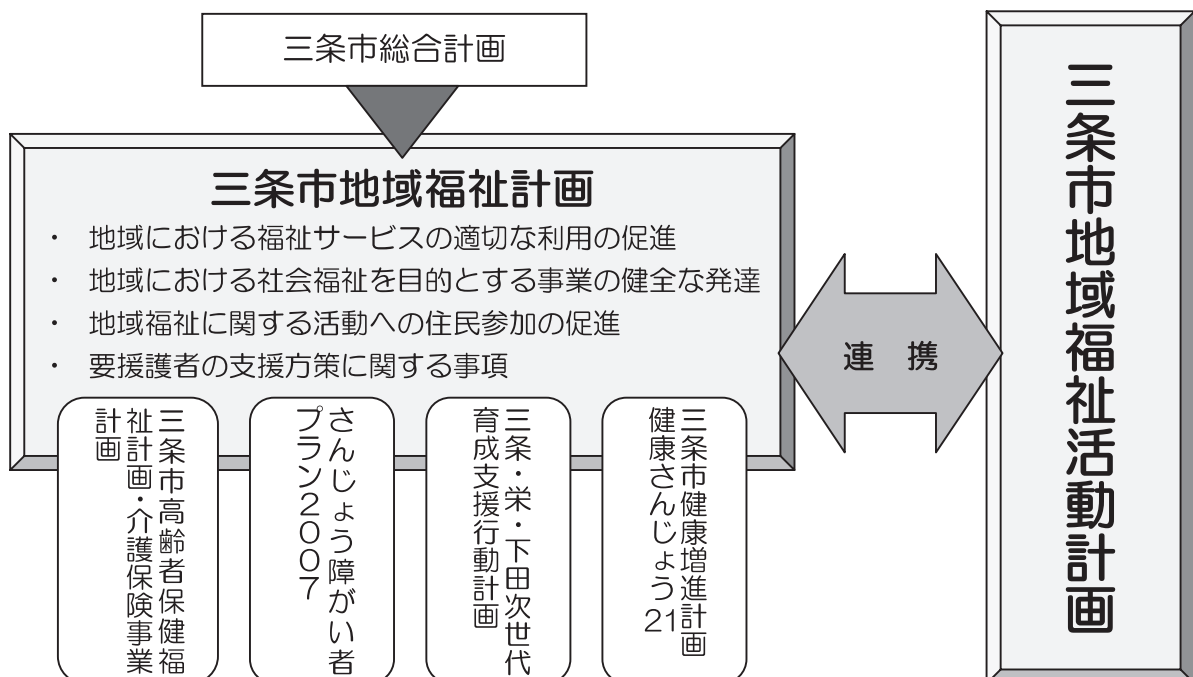 三条市総合計画
三条市地域福祉計画
・ 地域における福祉サービスの適切な利用の促進
・ 地域における社会福祉を目的とする事業の健全な発達
・ 地域福祉に関する活動への住民参加の促進
・ 要援護者の支援方策に関する事項
三条市高齢者保健福
祉計画・介護保険事業
計画
さんじょう障がい者
プラン2007
三条・栄・下田次世代
育成支援行動計画
三条市健康増進計画
健康さんじょう21
連 携
三条市地域福祉活動計画